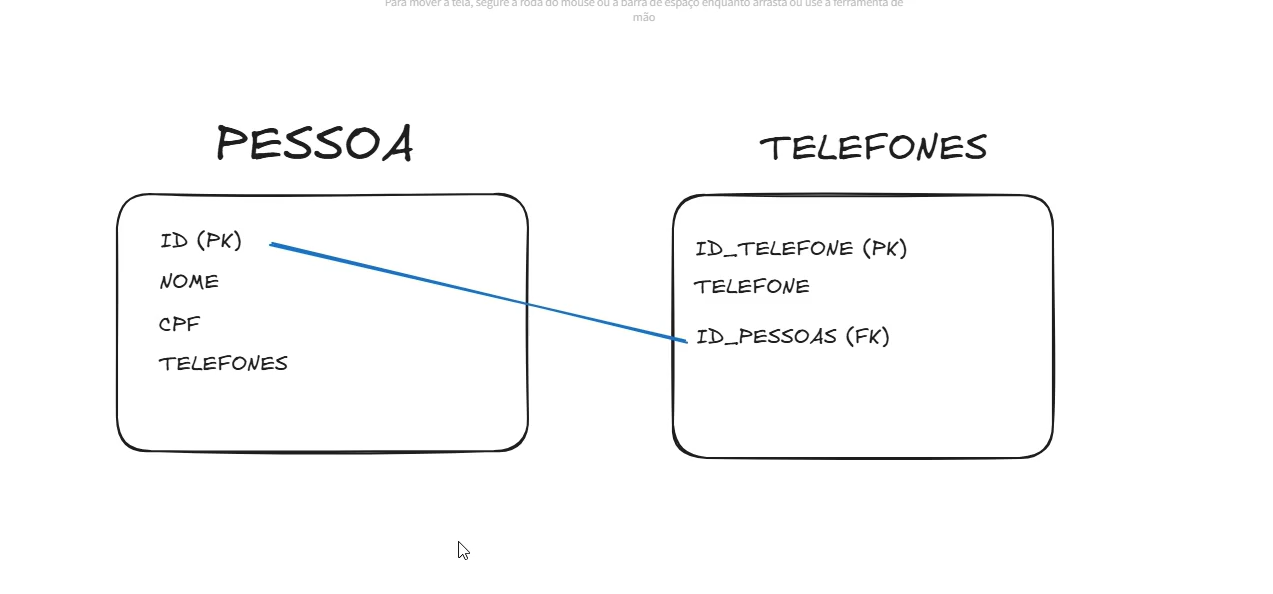 Para mover a tela, segure a roda do mouse ou a barra de espaço enquanto arrasta ou use a ferramenta de
mão
PESSOA
ID (PK)
NOME
CPF
TELEFONES
TELEFONES
ID_TELEFONE (PK)
TELEFONE
ID_PESSOAS (FK)